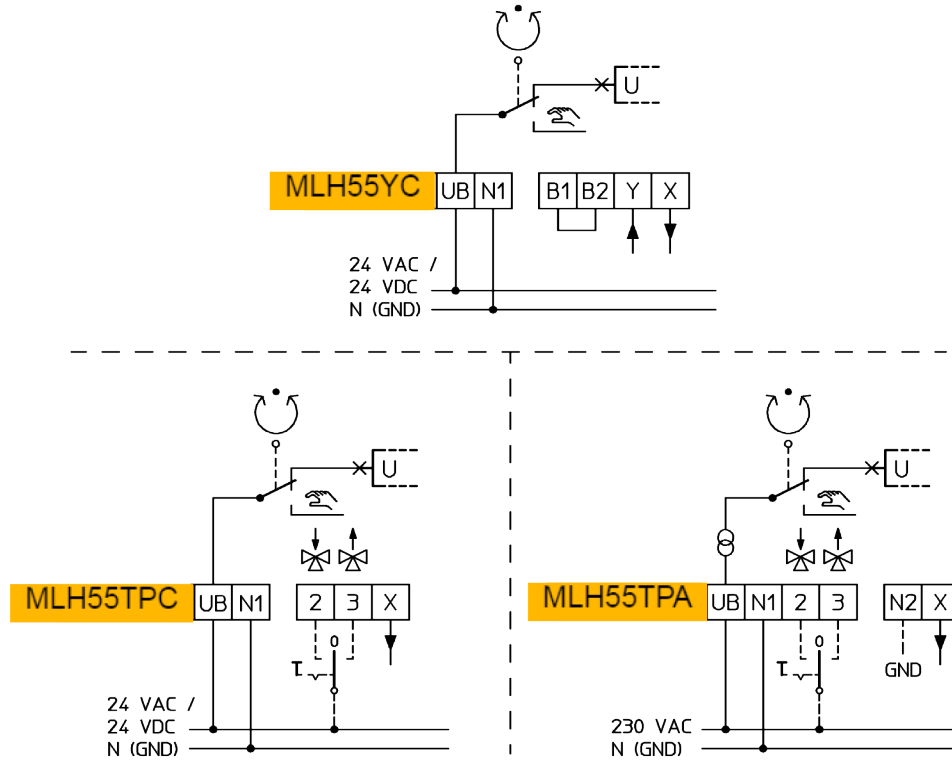 U
MLH55YC UB N1 B1 B2 Y X
24 VAC /
24 VDC
N (GND)
U
MLH55TPC UB N1 2 3 X
0
24 VAC /
24 VDC
N (GND)
U
MLH55TPA UB N1 2 3 N2 X
0
GND
230 VAC
N (GND)